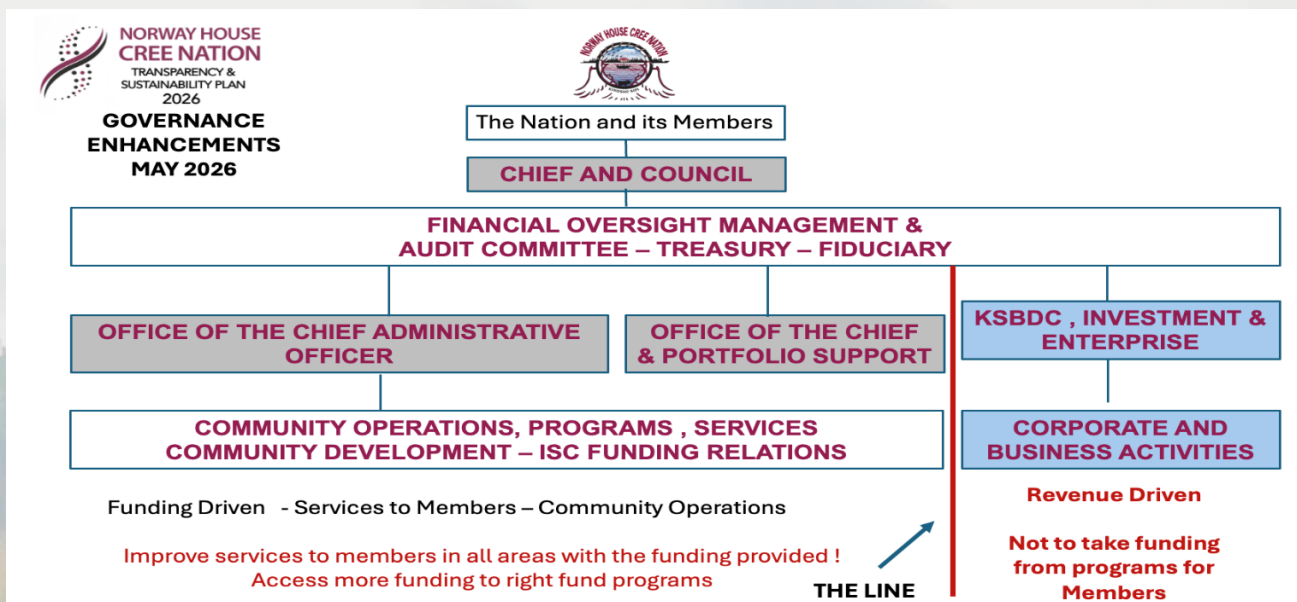 NORWAY HOUSE
CREE NATION
TRANSPARENCY &
SUSTAINABILITY PLAN
2026
GOVERNANCE
ENHANCEMENTS
MAY 2026
NORWAY HOUSE CREE NATION
The Nation and its Members
CHIEF AND COUNCIL
FINANCIAL OVERSIGHT MANAGEMENT &
AUDIT COMMITTEE – TREASURY – FIDUCIARY
OFFICE OF THE CHIEF ADMINISTRATIVE
OFFICER
OFFICE OF THE CHIEF
& PORTFOLIO SUPPORT
KSBDC , INVESTMENT &
ENTERPRISE
COMMUNITY OPERATIONS, PROGRAMS , SERVICES
COMMUNITY DEVELOPMENT – ISC FUNDING RELATIONS
CORPORATE AND
BUSINESS ACTIVITIES
Funding Driven - Services to Members – Community Operations
Improve services to members in all areas with the funding provided !
Access more funding to right fund programs
THE LINE
Revenue Driven
Not to take funding
from programs for
Members